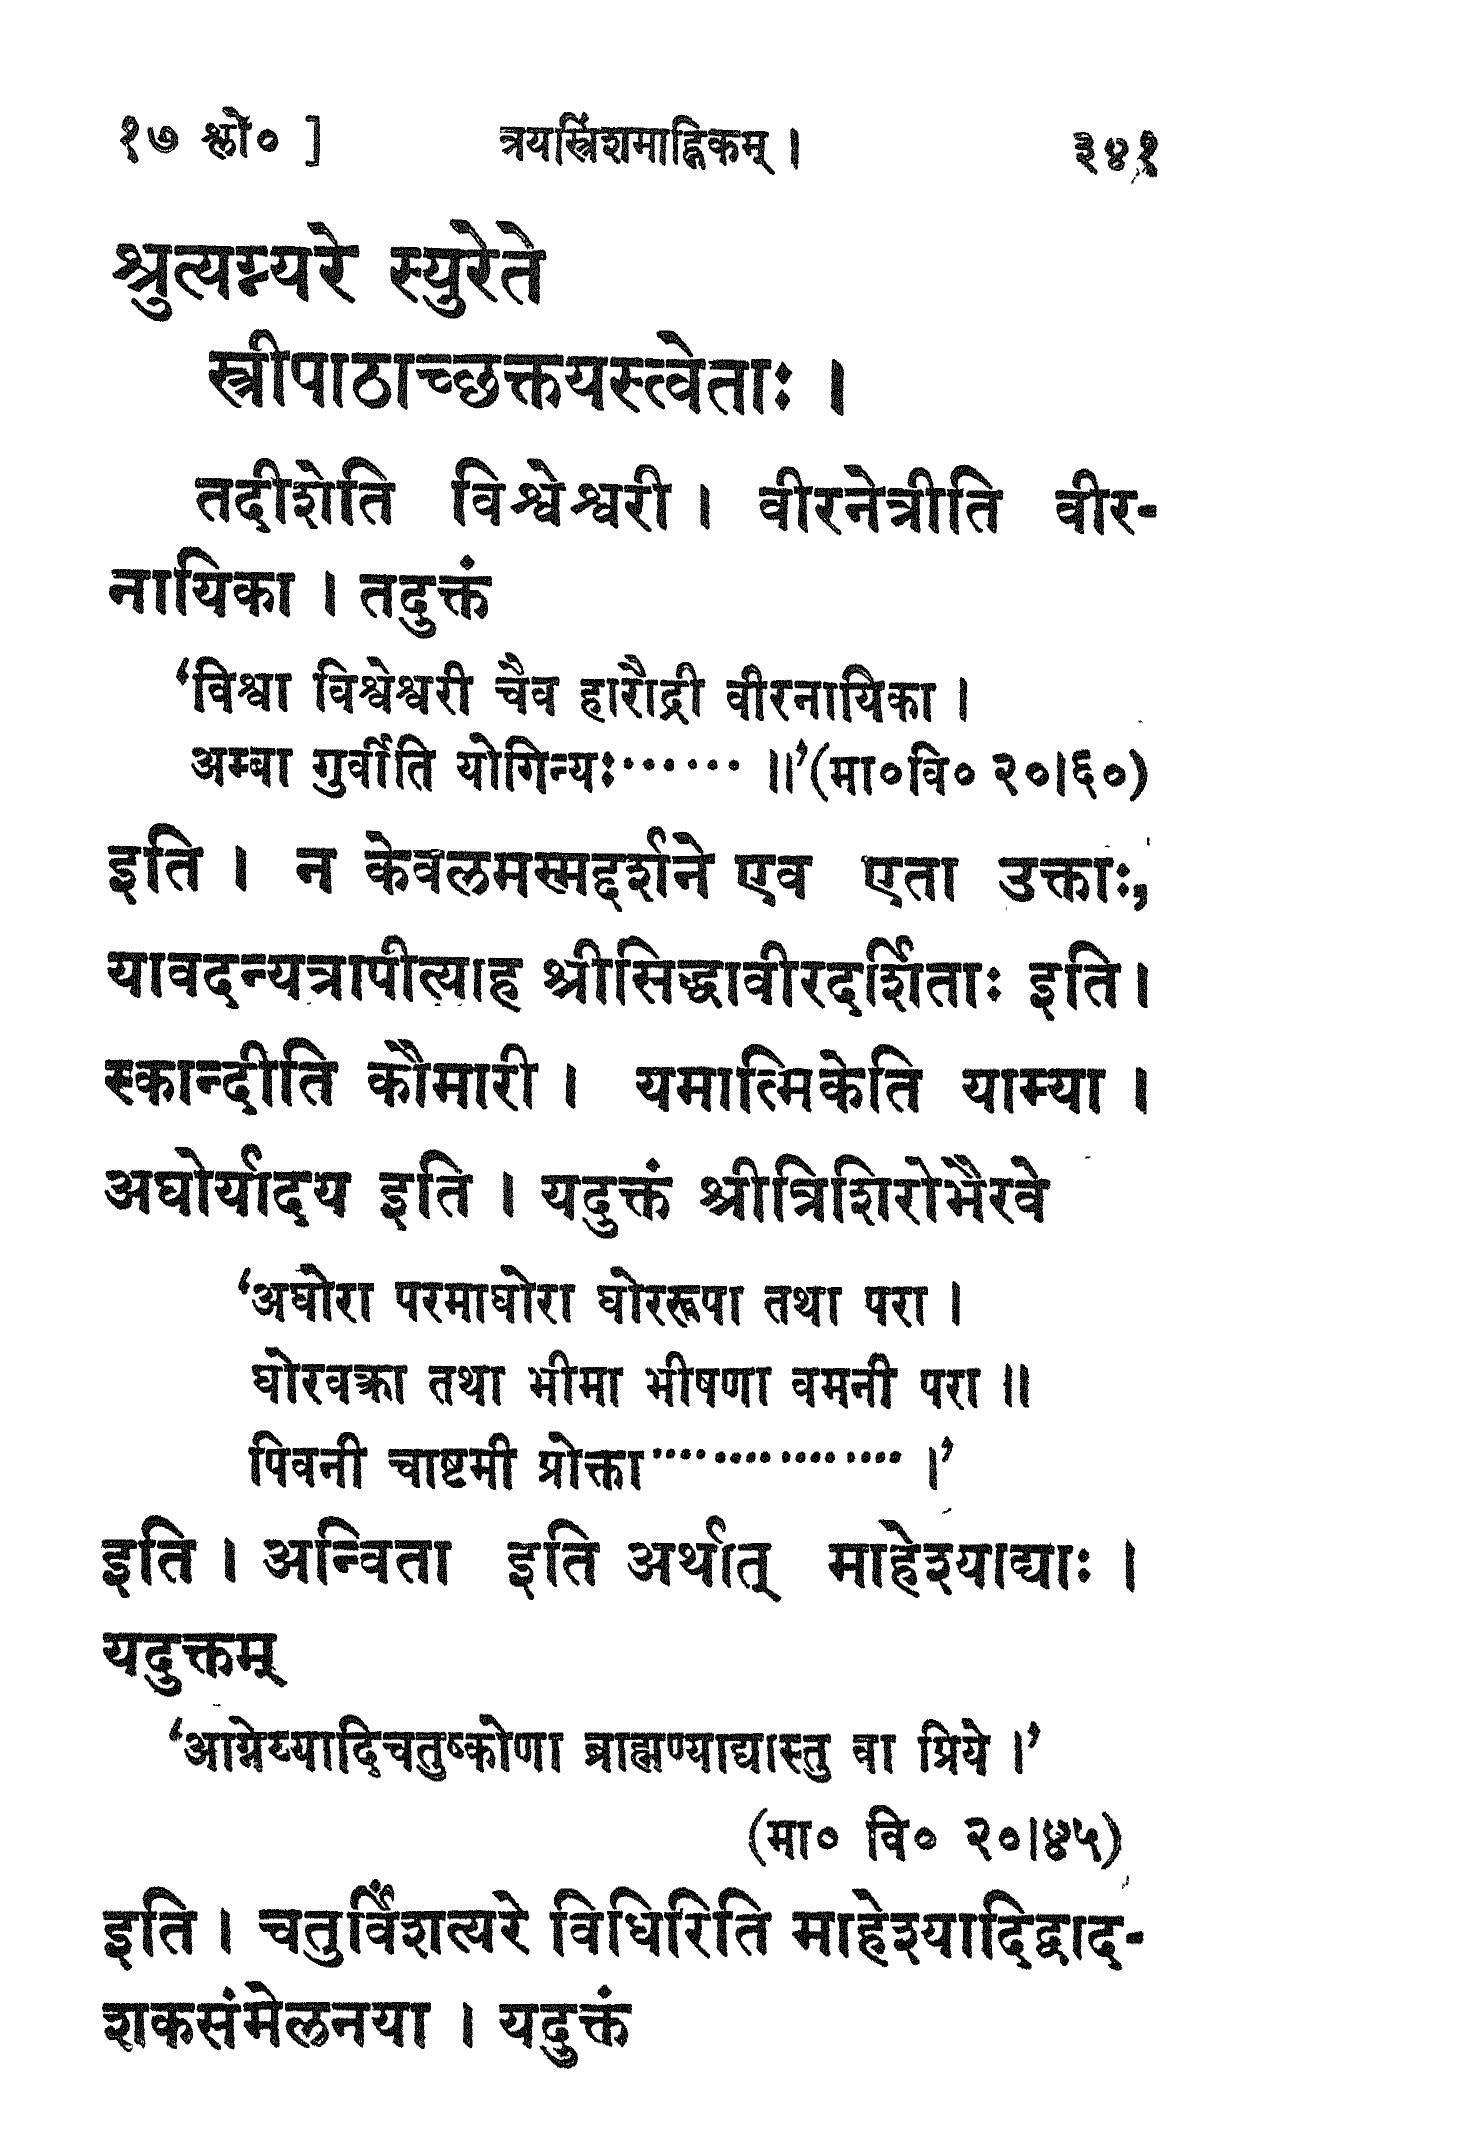 १७ श्लो० ] त्रयस्त्रिंशमाह्निकम् । ३४१
श्रुत्यग्न्यरे स्युरेते
स्त्रीपाठाच्छक्तयस्त्वेताः ।
तदीशेति विश्वेश्वरी । वीरनेत्रीति वीर-
नायिका । तदुक्तं
‘विश्वा विश्वेश्वरी चैव हारौद्री वीरनायिका ।
अम्बा गुर्वीति योगिन्यः······ ॥’(मा०वि० २०।६०)
इति । न केवलमस्मद्दर्शने एव एता उक्ताः,
यावदन्यत्रापीत्याह श्रीसिद्धावीरदर्शिताः इति।
स्कान्दीति कौमारी । यमात्मिकेति याम्या ।
अघोर्यादय इति । यदुक्तं श्रीत्रिशिरोभैरवे
‘अघोरा परमाघोरा घोररूपा तथा परा ।
घोरवक्रा तथा भीमा भीषणा वमनी परा ॥
पिवनी चाष्टमी प्रोक्ता················ ।’
इति । अन्विता इति अर्थात् माहेश्याद्याः ।
यदुक्तम्
‘आग्नेय्यादिचतुष्कोणा ब्राह्मण्याद्यास्तु वा प्रिये ।’
(मा० वि० २०।४५)
इति । चतुर्विंशत्यरे विधिरिति माहेश्यादिद्वाद-
शकसंमेलनया । यदुक्तं